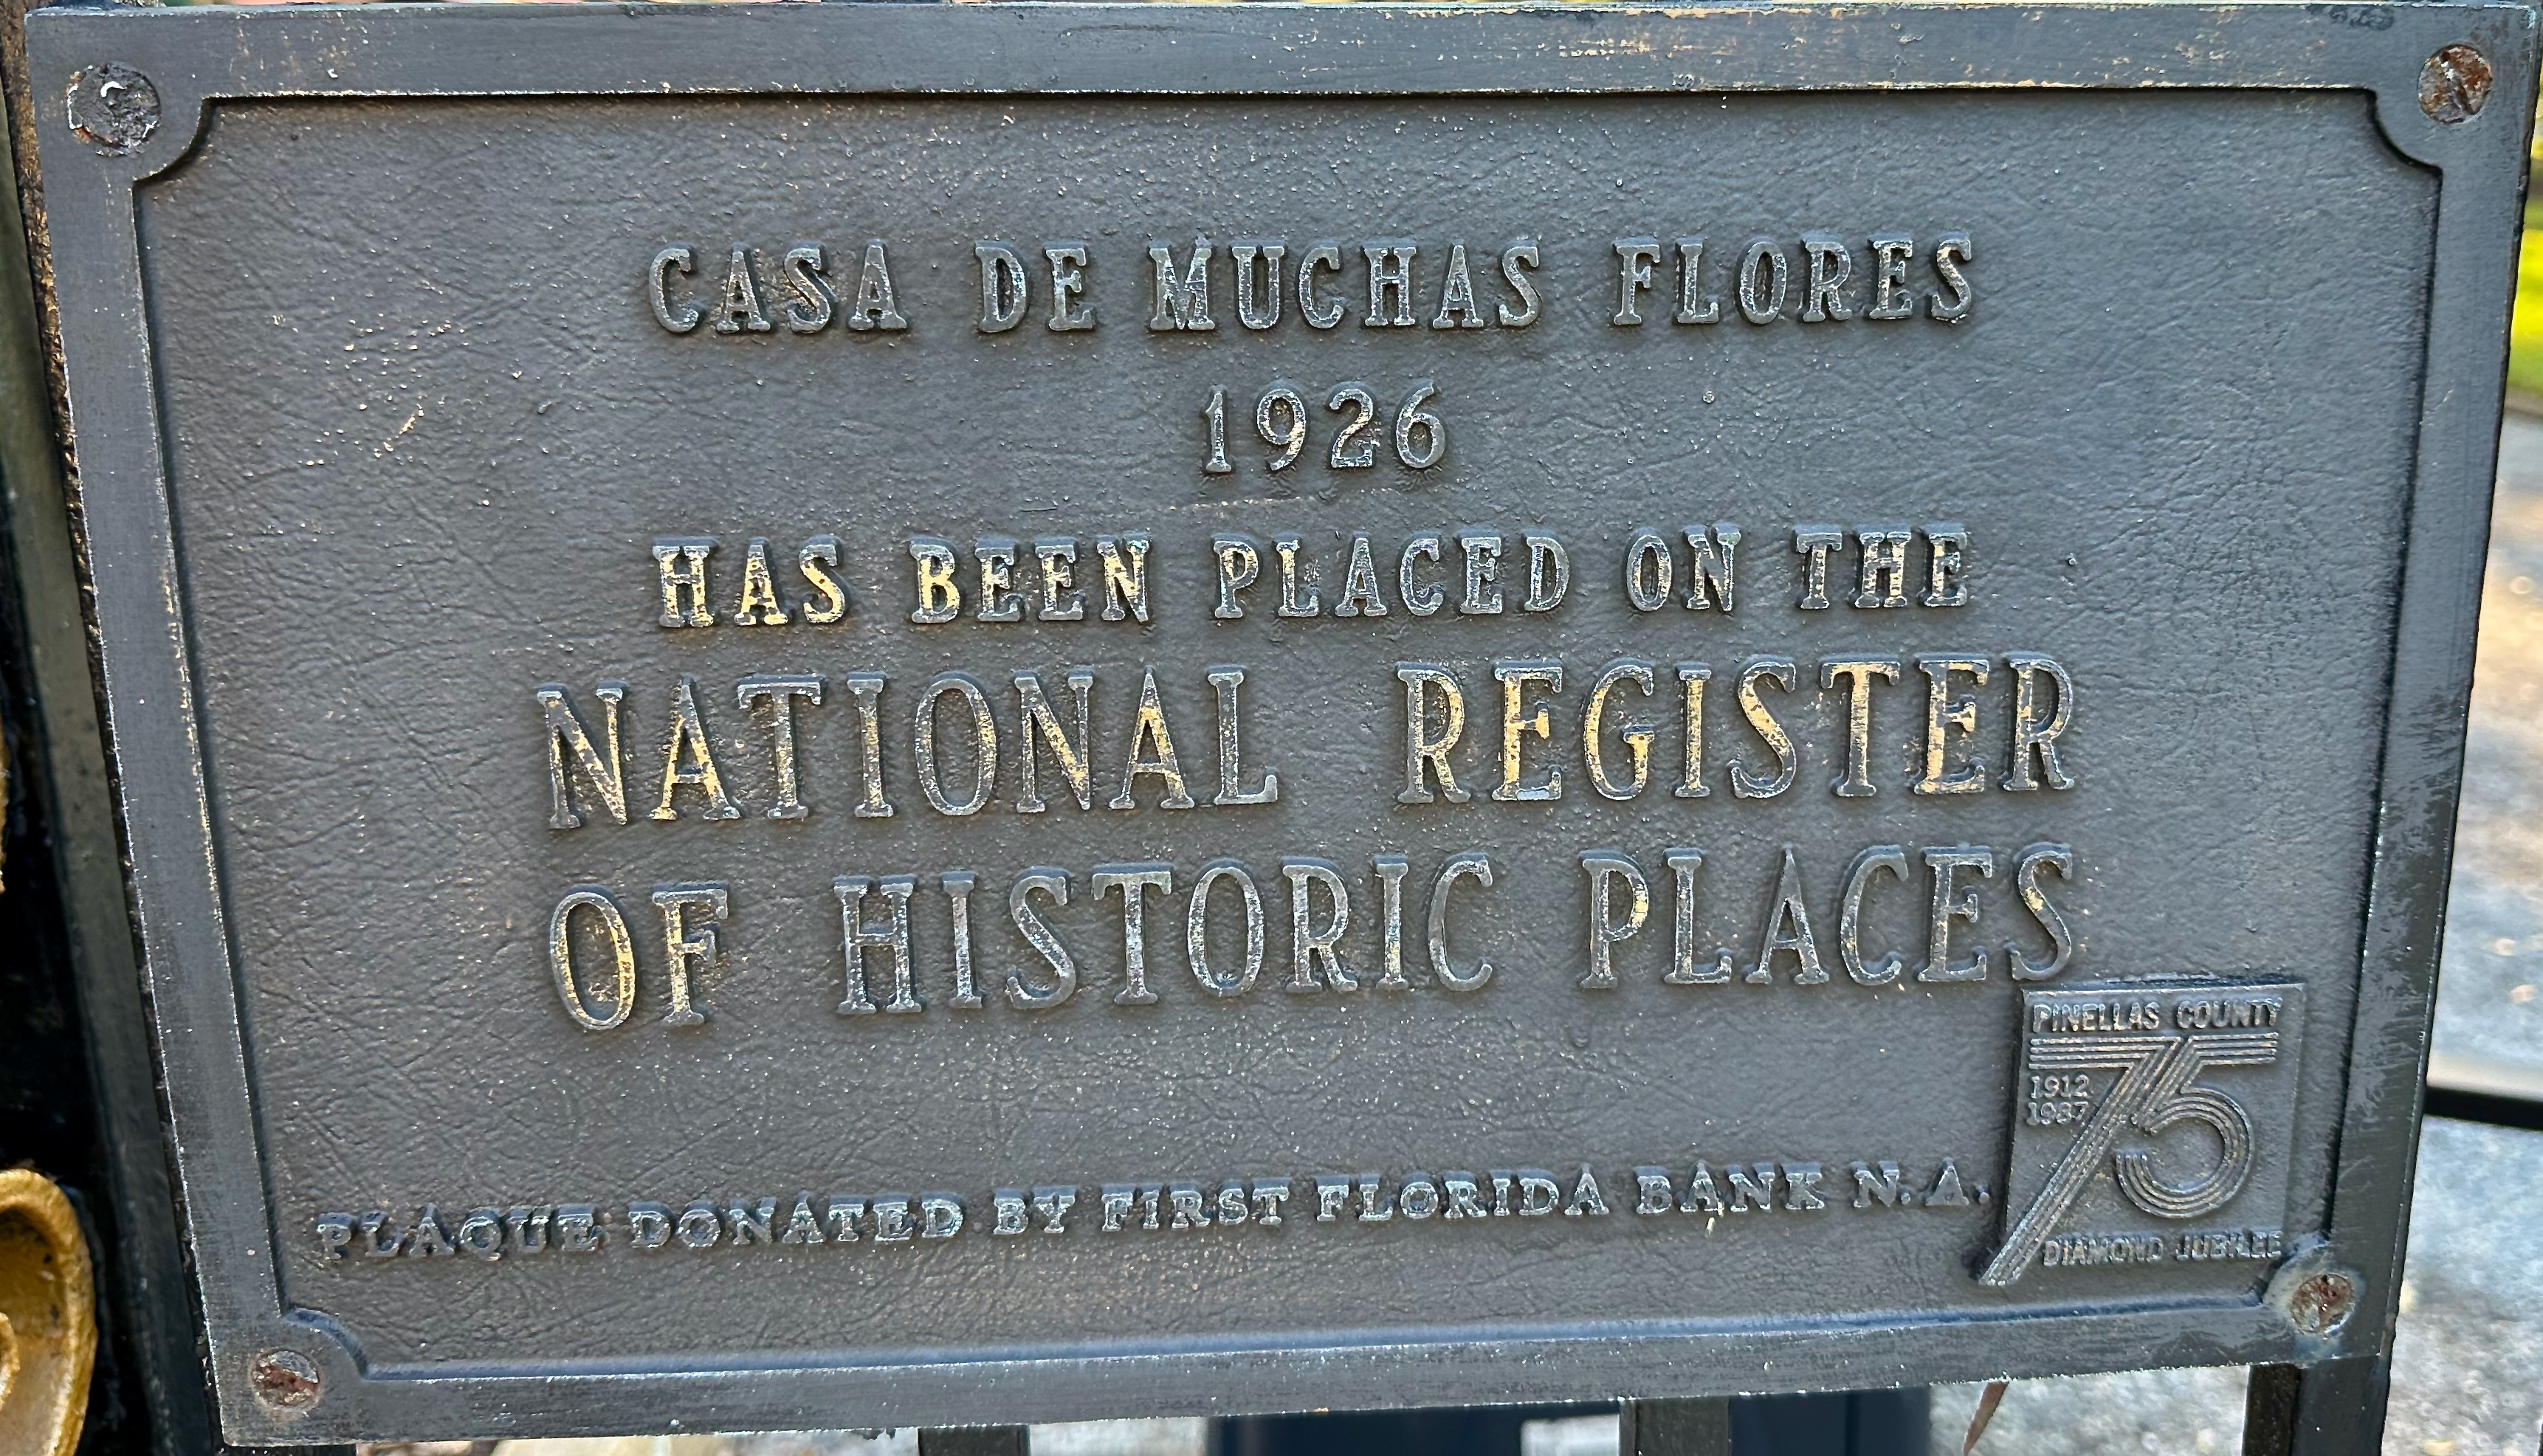 CASA DE MUCHAS FLORES
1926
HAS BEEN PLACED ON THE
NATIONAL REGISTER
OF HISTORIC PLACES
PLAQUE DONATED BY FIRST FLORIDA BANK N.A.
PINELLAS COUNTY
75
1912
1987
DIAMOND JUBILEE